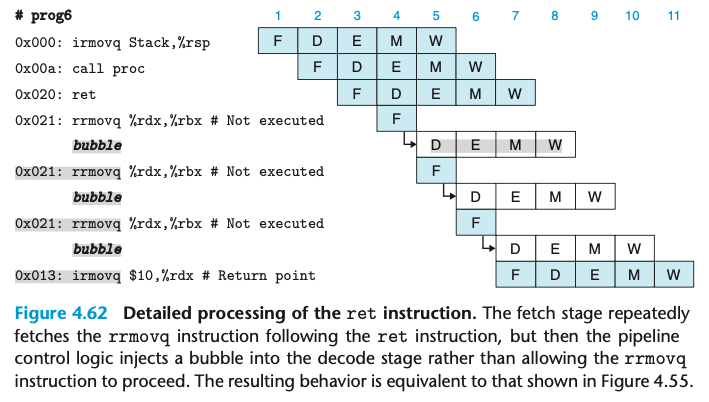 # prog6 1 2 3 4 5 6 7 8 9 10 11
0x000: irmovq Stack,%rsp F D E M W
0x00a: call proc F D E M W
0x020: ret F D E M W
0x021: rrmovq %rdx,%rbx # Not executed F
bubble D E M W
0x021: rrmovq %rdx,%rbx # Not executed F
bubble D E M W
0x021: rrmovq %rdx,%rbx # Not executed F
bubble D E M W
0x013: irmovq $10,%rdx # Return point F D E M W
Figure 4.62 Detailed processing of the ret instruction. The fetch stage repeatedly
fetches the rrmovq instruction following the ret instruction, but then the pipeline
control logic injects a bubble into the decode stage rather than allowing the rrmovq
instruction to proceed. The resulting behavior is equivalent to that shown in Figure 4.55.